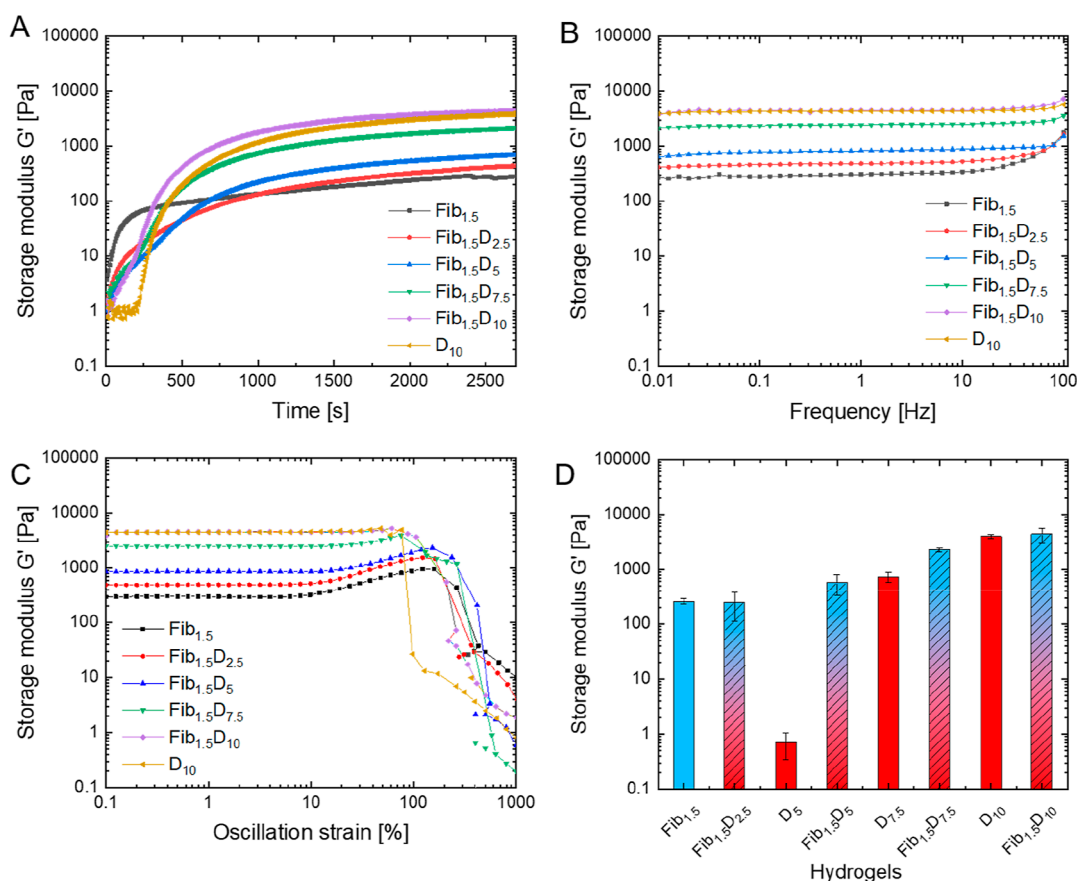 A
Storage modulus G' [Pa]
100000
10000
1000
100
10
1
0.1
0
500
1000
1500
2000
2500
Time [s]
Fib1.5
Fib1.5D2.5
Fib1.5D5
Fib1.5D7.5
Fib1.5D10
D10
B
Storage modulus G' [Pa]
100000
10000
1000
100
10
1
0.1
0.01
0.1
1
10
100
Frequency [Hz]
Fib1.5
Fib1.5D2.5
Fib1.5D5
Fib1.5D7.5
Fib1.5D10
D10
C
Storage modulus G' [Pa]
100000
10000
1000
100
10
1
0.1
0.1
1
10
100
1000
Oscillation strain [%]
Fib1.5
Fib1.5D2.5
Fib1.5D5
Fib1.5D7.5
Fib1.5D10
D10
D
Storage modulus G' [Pa]
100000
10000
1000
100
10
1
0.1
Fib1.5
Fib1.5D2.5
D5
Fib1.5D5
D7.5
Fib1.5D7.5
D10
Fib1.5D10
Hydrogels